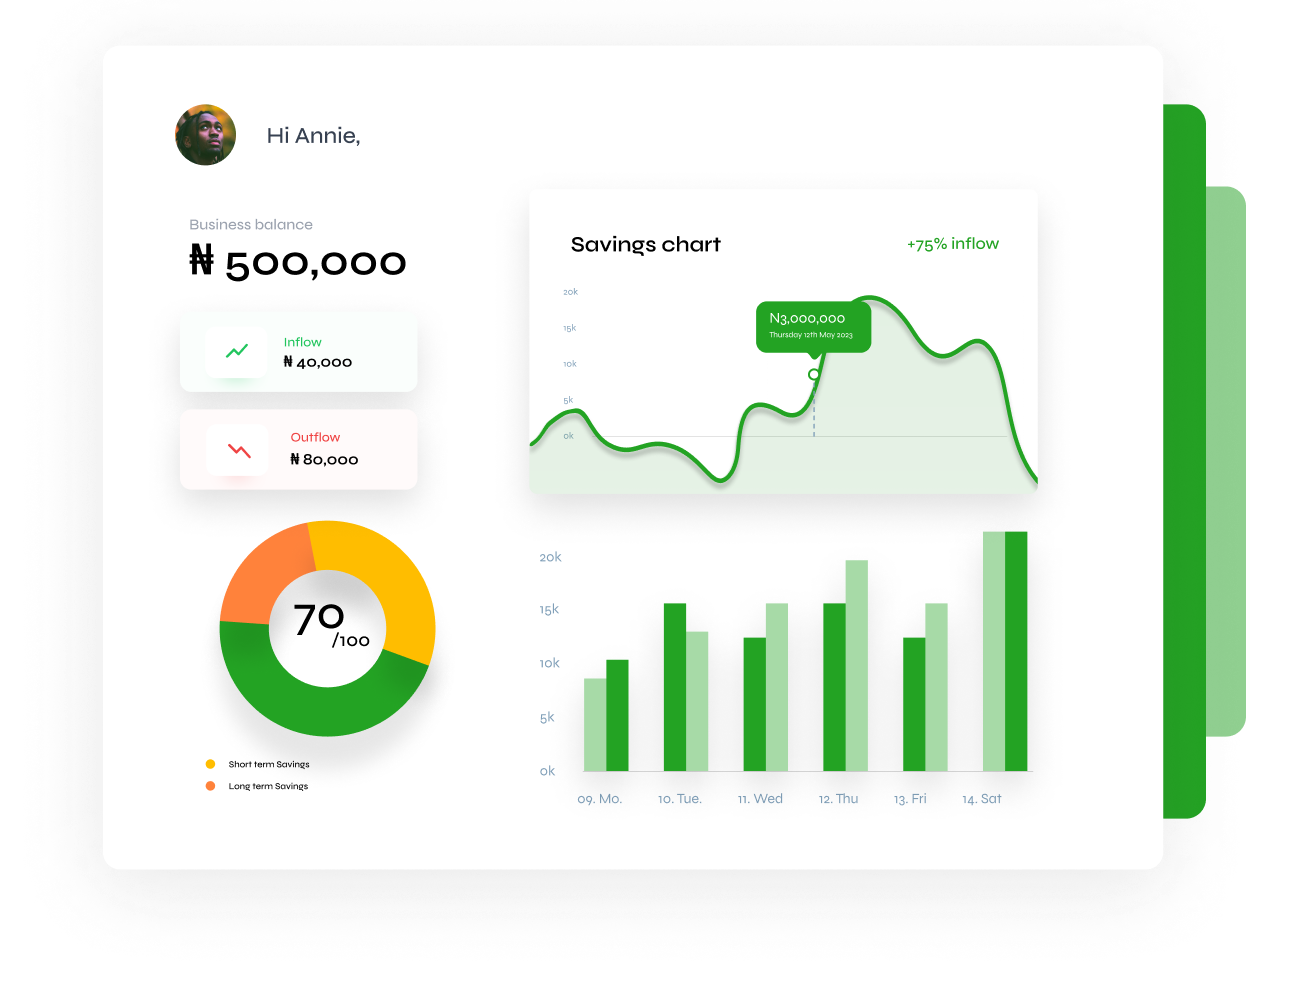 Hi Annie,
Business balance
₦ 500,000
Inflow
₦ 40,000
Outflow
₦ 80,000
70
/100
Short term Savings
Long term Savings
Savings chart
+75% inflow
20k
15k
10k
5k
0k
N3,000,000
Thursday 12th May 2023
20k
15k
10k
5k
0k
09. Mo.
10. Tue.
11. Wed
12. Thu
13. Fri
14. Sat